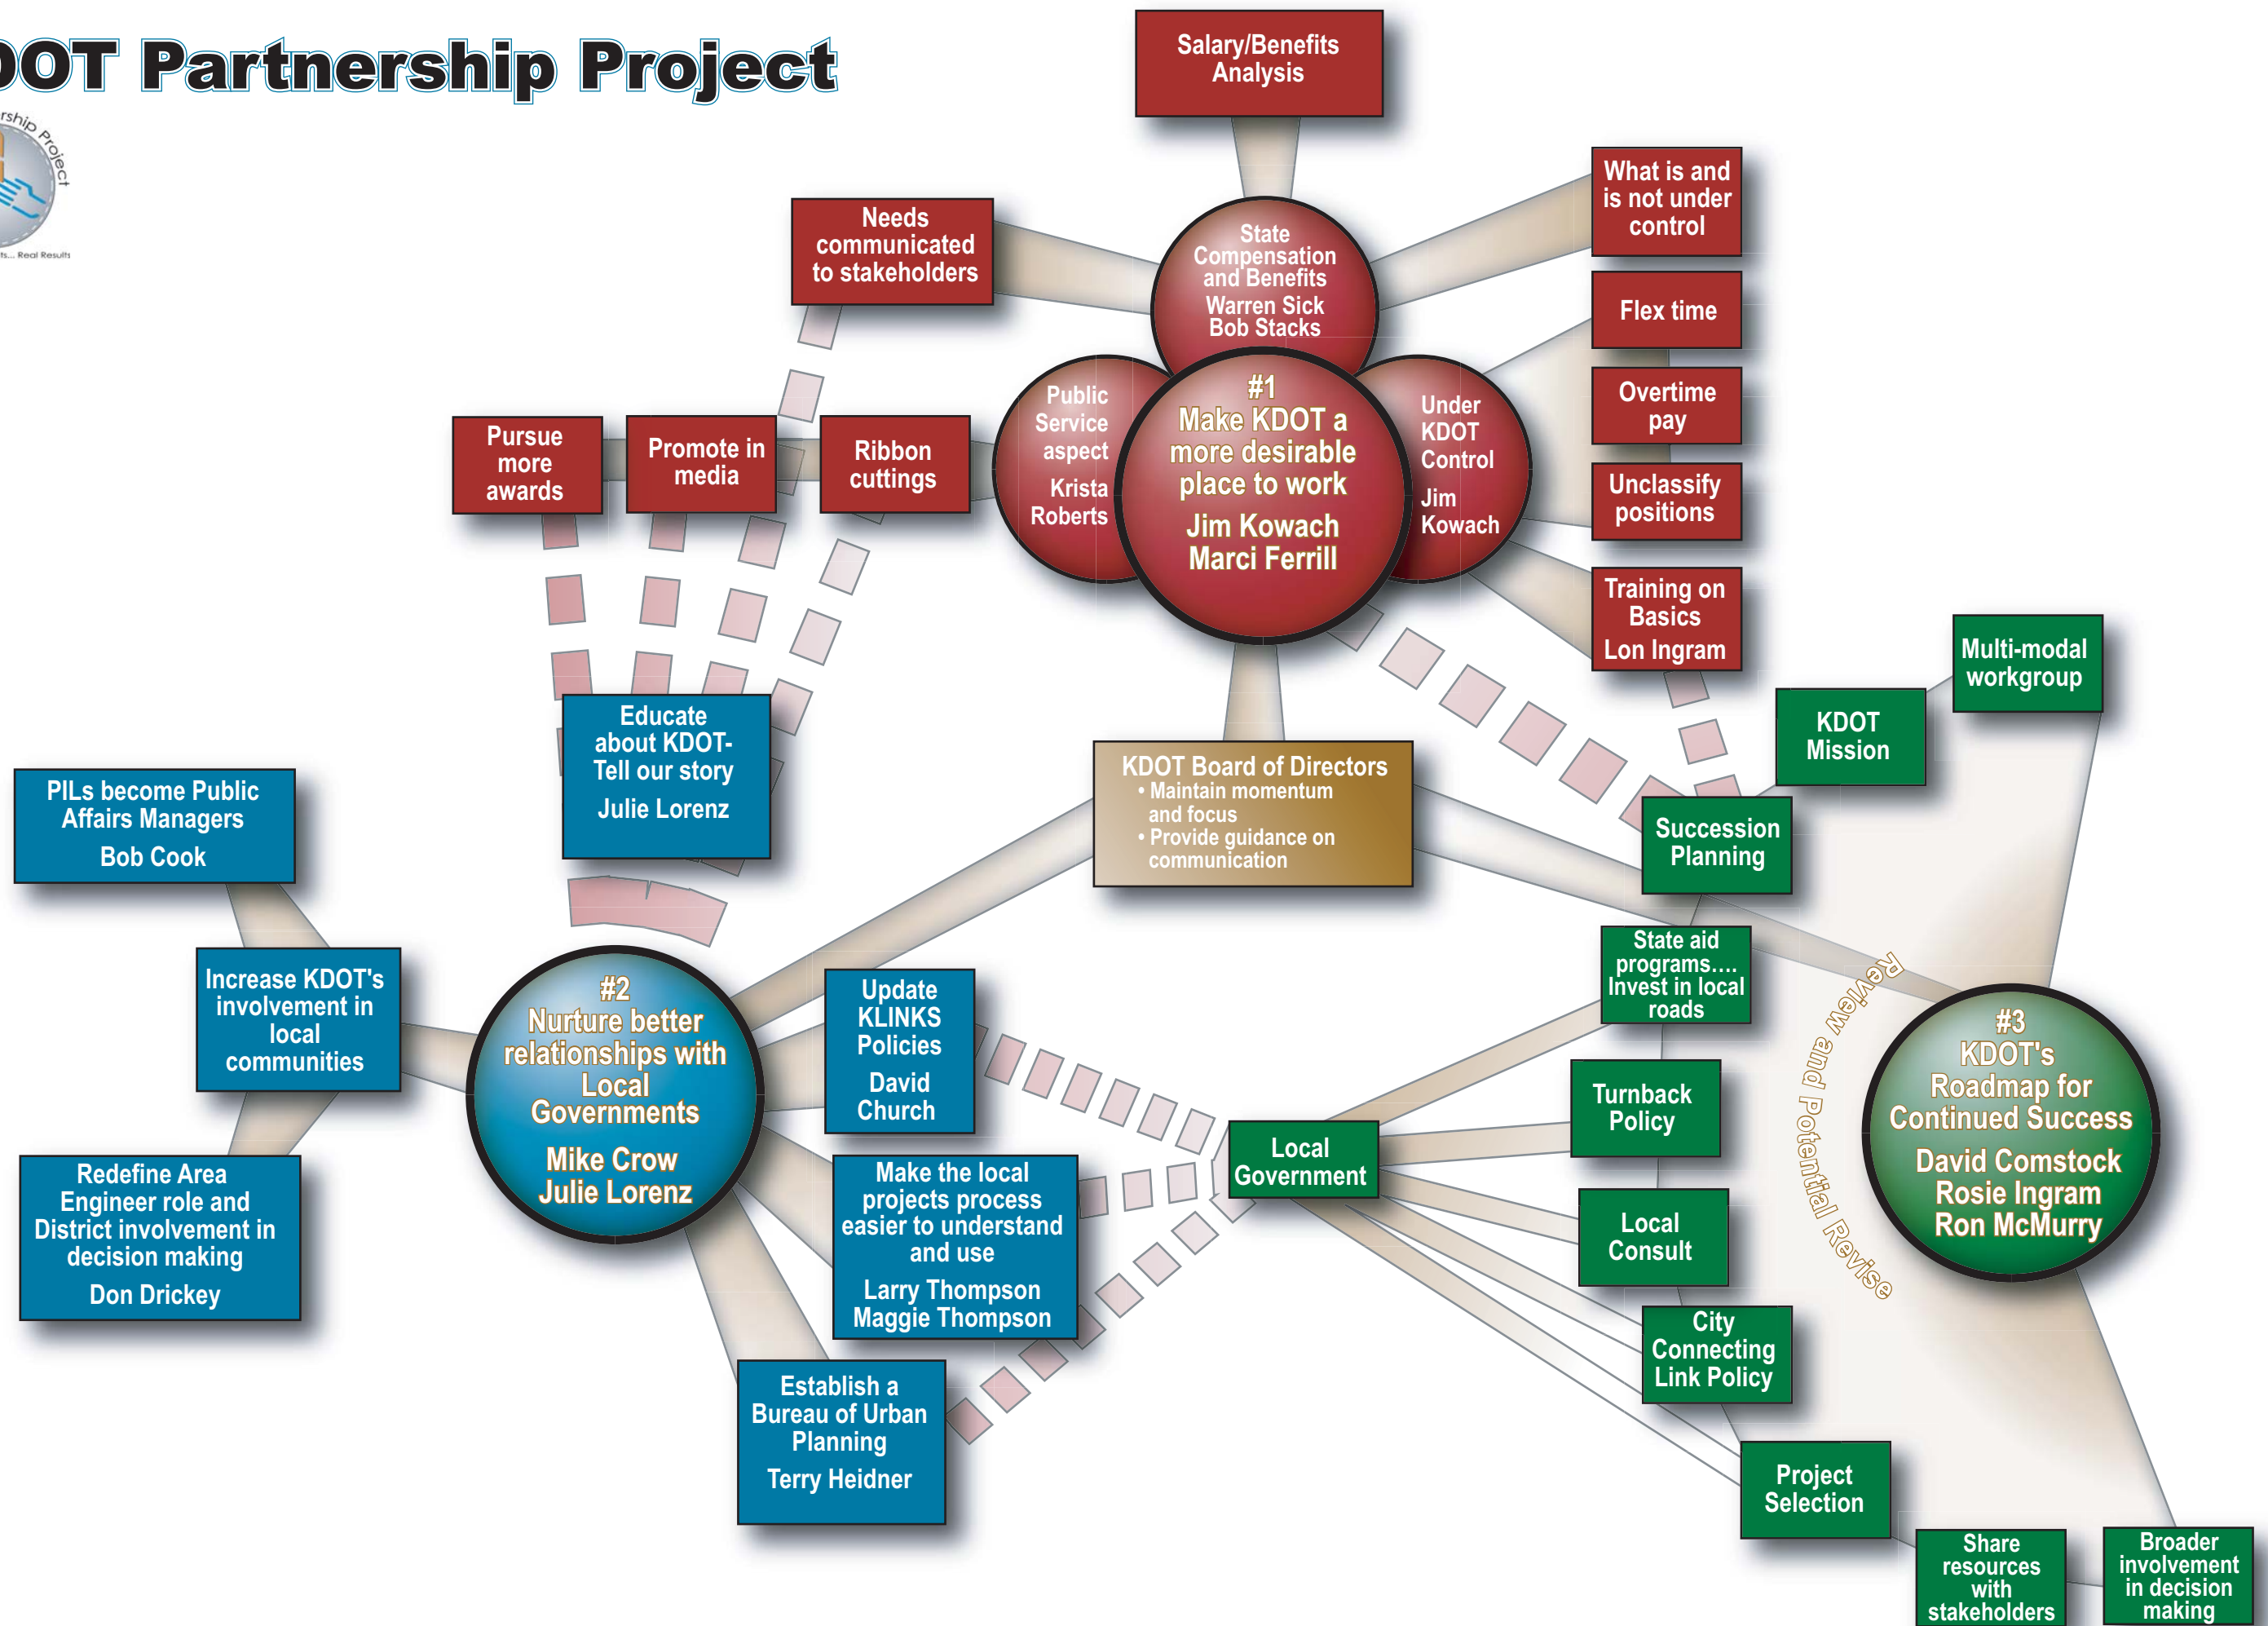 DOT Partnership Project
rship Project
ts... Real Results
Salary/Benefits
Analysis
Needs
communicated
to stakeholders
State
Compensation
and Benefits
Warren Sick
Bob Stacks
What is and
is not under
control
Flex time
Overtime
pay
Unclassify
positions
Training on
Basics
Lon Ingram
Pursue
more
awards
Promote in
media
Ribbon
cuttings
Public
Service
aspect
Krista
Roberts
#1
Make KDOT a
more desirable
place to work
Jim Kowach
Marci Ferrill
Under
KDOT
Control
Jim
Kowach
Multi-modal
workgroup
KDOT
Mission
Succession
Planning
Educate
about KDOT-
Tell our story
Julie Lorenz
KDOT Board of Directors
• Maintain momentum
and focus
• Provide guidance on
communication
PILs become Public
Affairs Managers
Bob Cook
Increase KDOT's
involvement in
local
communities
Redefine Area
Engineer role and
District involvement in
decision making
Don Drickey
#2
Nurture better
relationships with
Local
Governments
Mike Crow
Julie Lorenz
Update
KLINKS
Policies
David
Church
Make the local
projects process
easier to understand
and use
Larry Thompson
Maggie Thompson
Establish a
Bureau of Urban
Planning
Terry Heidner
Local
Government
State aid
programs....
Invest in local
roads
Turnback
Policy
Local
Consult
City
Connecting
Link Policy
Project
Selection
Share
resources
with
stakeholders
Broader
involvement
in decision
making
Review and Potential Revise
#3
KDOT's
Roadmap for
Continued Success
David Comstock
Rosie Ingram
Ron McMurry